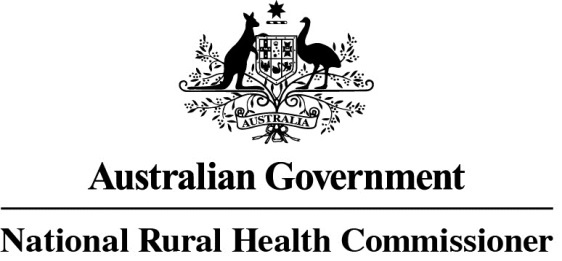 AUSTRALIA
Australian Government
National Rural Health Commissioner